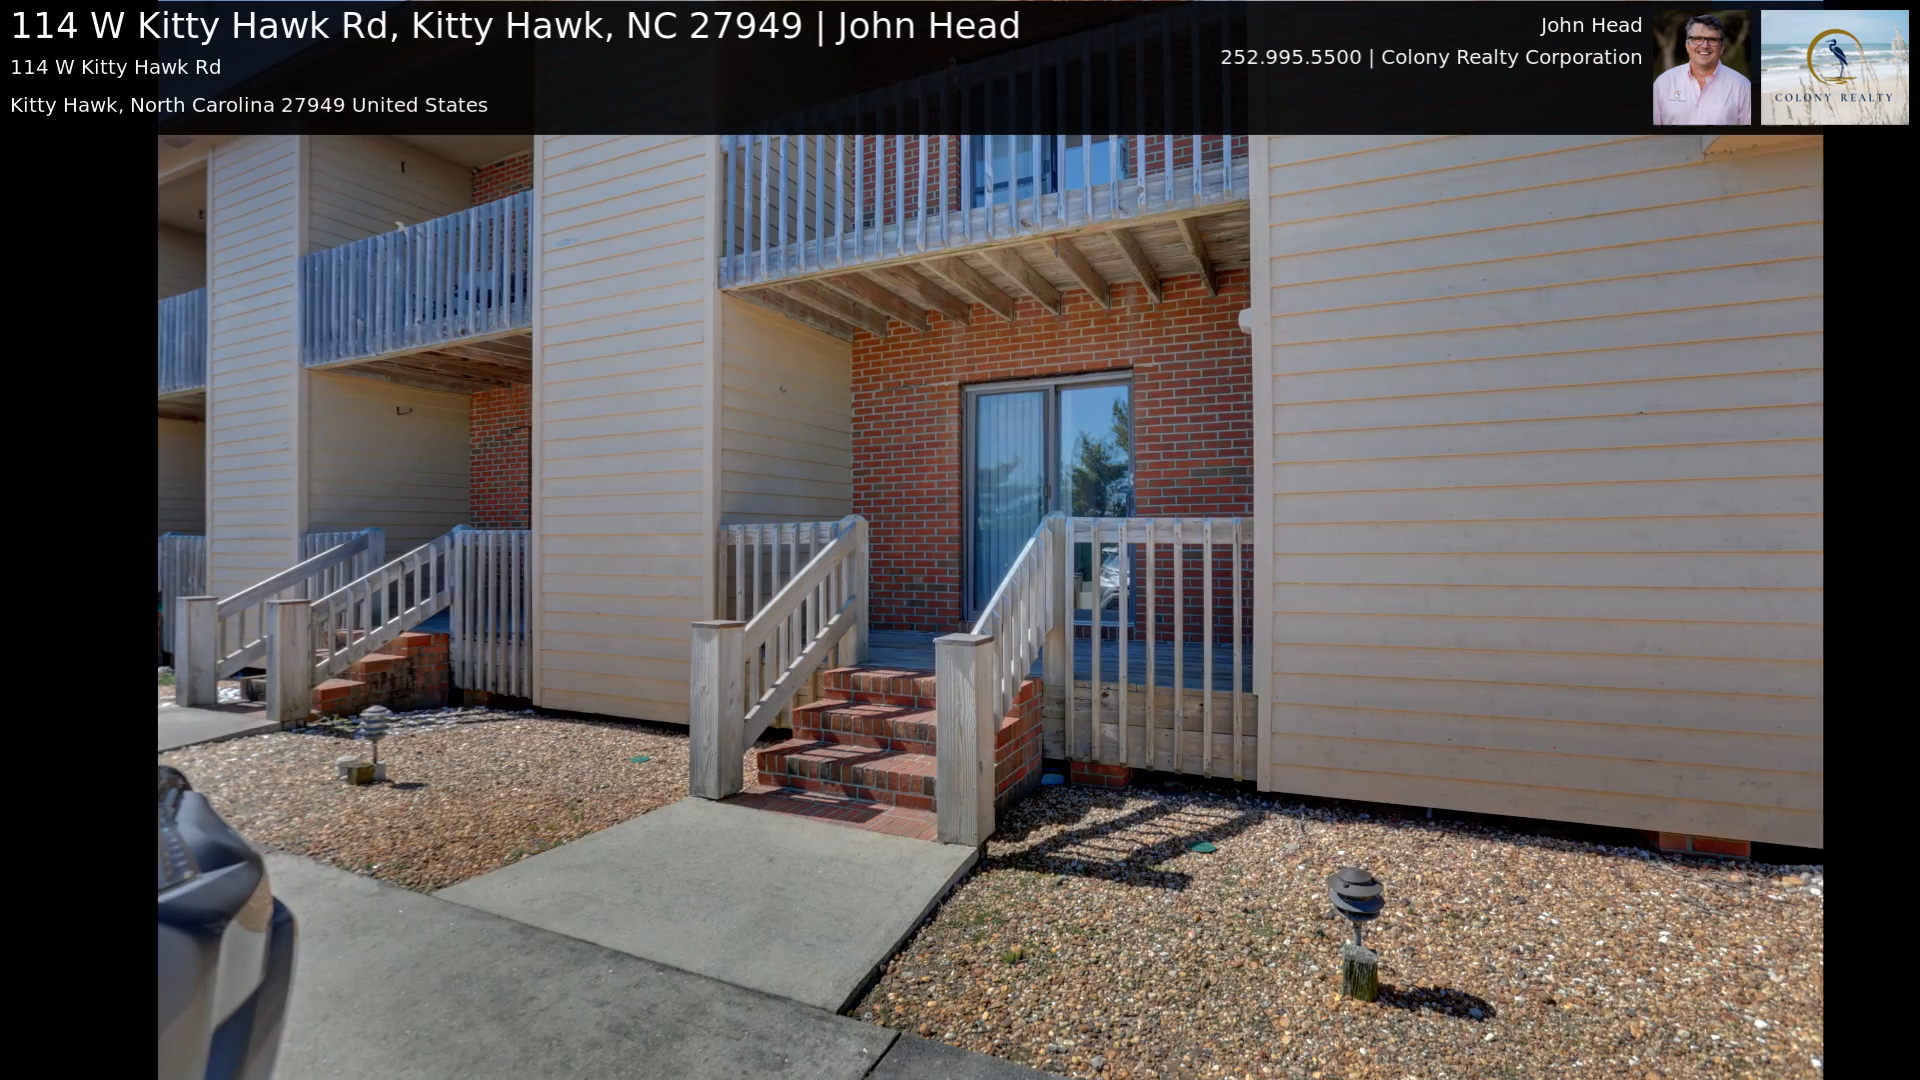 114 W Kitty Hawk Rd, Kitty Hawk, NC 27949 | John Head
114 W Kitty Hawk Rd
Kitty Hawk, North Carolina 27949 United States
John Head
252.995.5500 | Colony Realty Corporation
COLONY REALTY